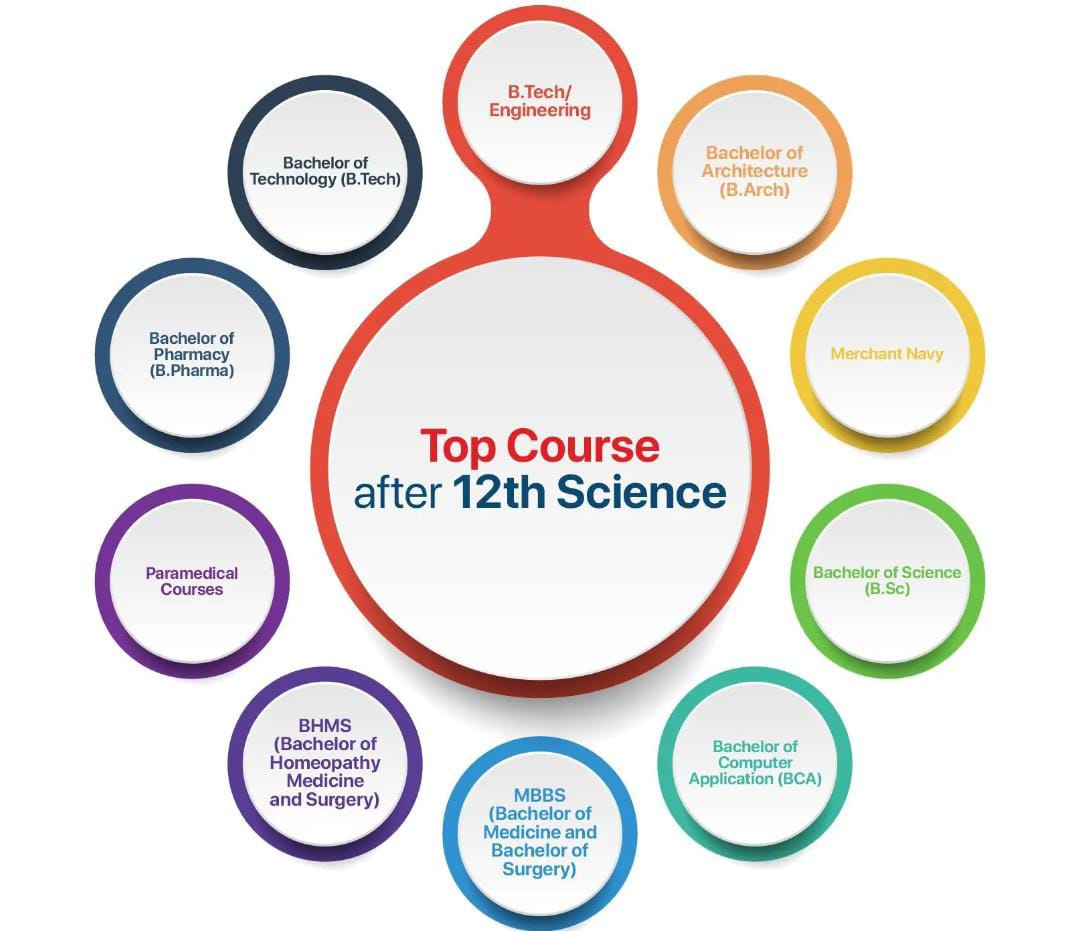 Top Course
after 12th Science
B.Tech/
Engineering
Bachelor of
Architecture
(B.Arch)
Merchant Navy
Bachelor of Science
(B.Sc)
Bachelor of
Computer
Application (BCA)
MBBS
(Bachelor of
Medicine and
Bachelor of
Surgery)
BHMS
(Bachelor of
Homeopathy
Medicine
and Surgery)
Paramedical
Courses
Bachelor of
Pharmacy
(B.Pharma)
Bachelor of
Technology (B.Tech)